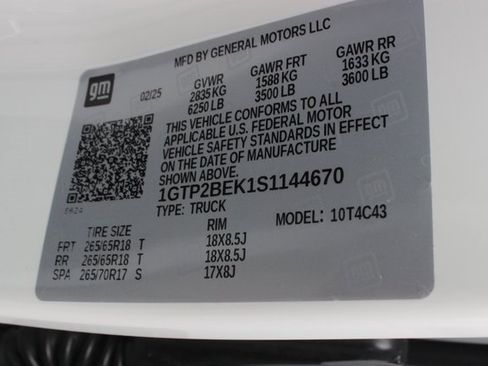 MFD BY GENERAL MOTORS LLC
gm
02/25
GVWR GAWR FRT GAWR RR
2835 KG 1588 KG 1633 KG
6250 LB 3500 LB 3600 LB
THIS VEHICLE CONFORMS TO ALL
APPLICABLE U.S. FEDERAL MOTOR
VEHICLE SAFETY STANDARDS IN EFFECT
ON THE DATE OF MANUFACTURE
1GTP2BEK1S1144670
TYPE: TRUCK MODEL: 10T4C43
5624
TIRE SIZE RIM
FRT 265/65R18 T 18X8.5J
RR 265/65R18 T 18X8.5J
SPA 265/70R17 S 17X8J